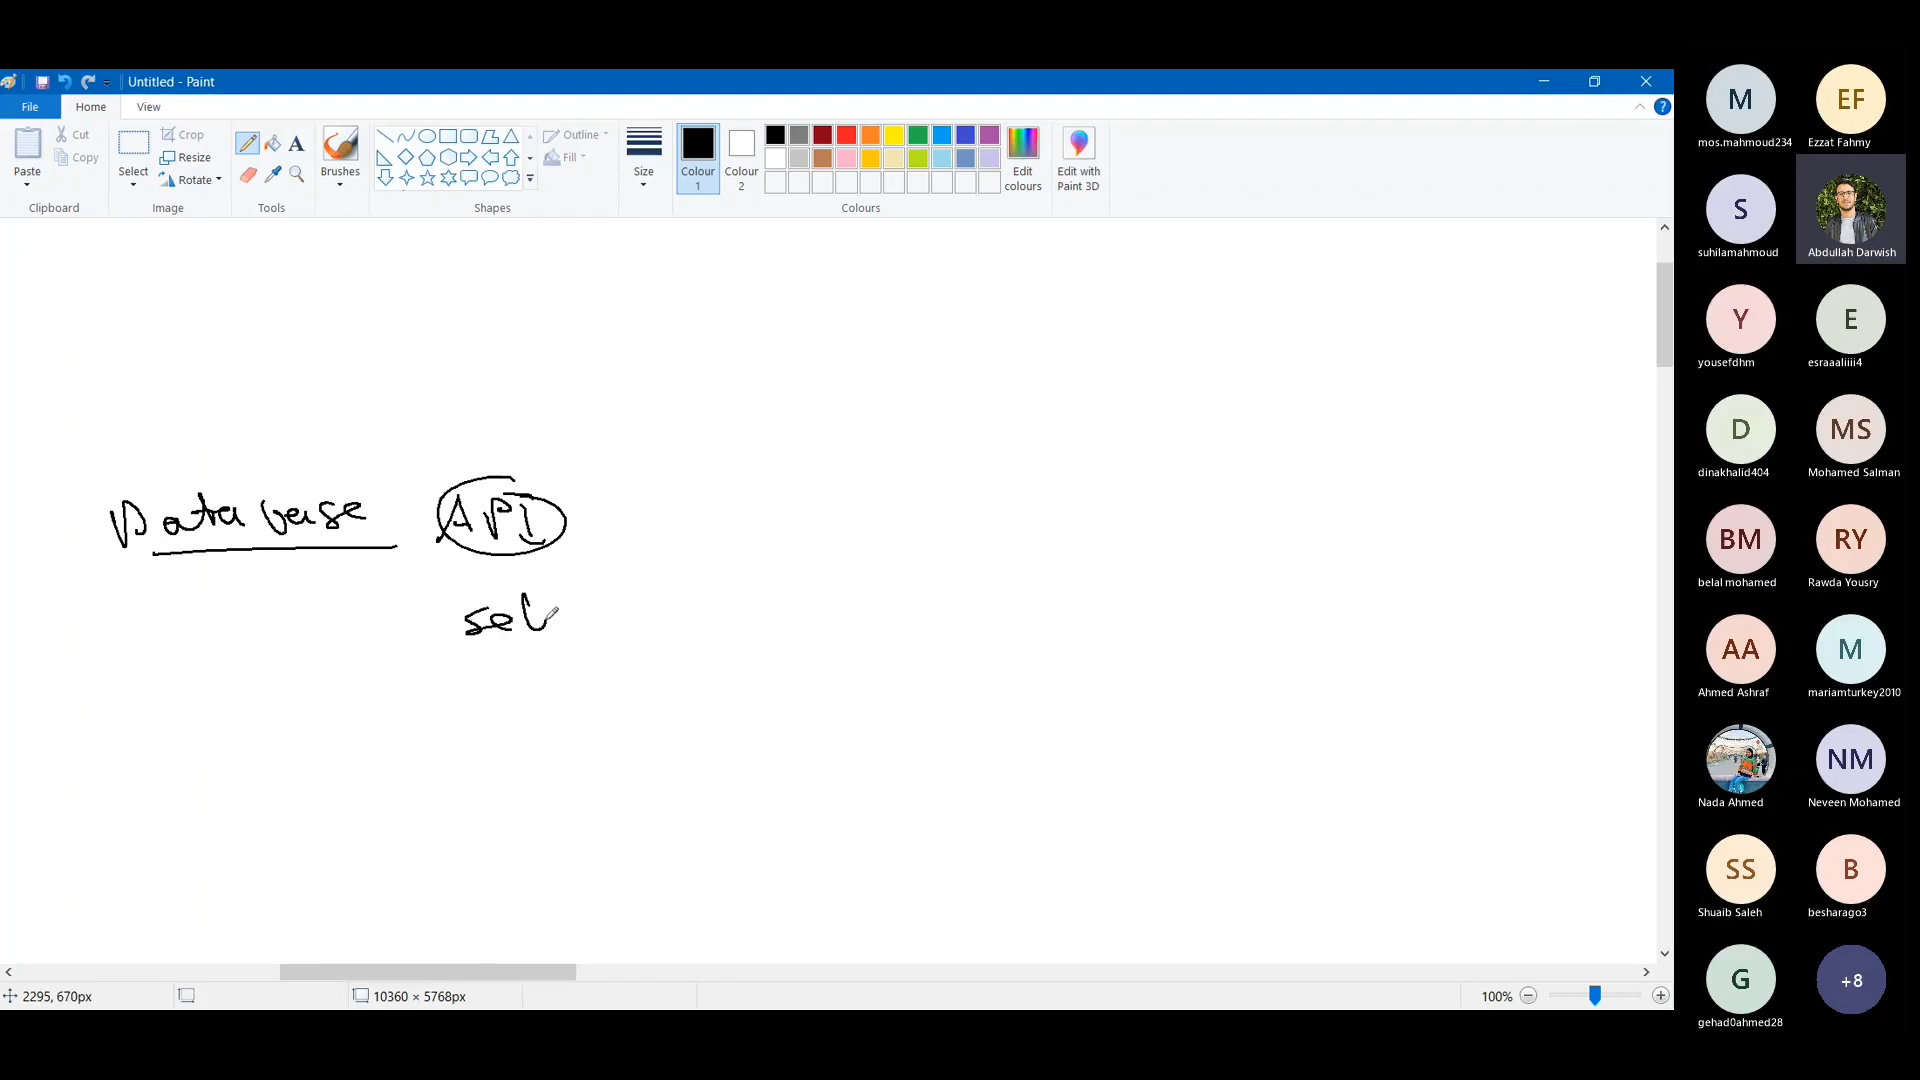 Untitled - Paint
File Home View
Paste
Cut
Copy
Clipboard
Select
Crop
Resize
Rotate
Image
Tools
Brushes
Shapes
Outline
Fill
Size
Colour 1
Colour 2
Edit colours
Edit with Paint 3D
Colours
Database API
sel
2295, 670px
10360 × 5768px
100%
M
mos.mahmoud234
EF
Ezzat Fahmy
S
suhilamahmoud
Abdullah Darwish
Y
yousefdhm
E
esraaaliiii4
D
dinakhalid404
MS
Mohamed Salman
BM
belal mohamed
RY
Rawda Yousry
AA
Ahmed Ashraf
M
mariamturkey2010
Nada Ahmed
NM
Neveen Mohamed
SS
Shuaib Saleh
B
besharago3
G
gehad0ahmed28
+8